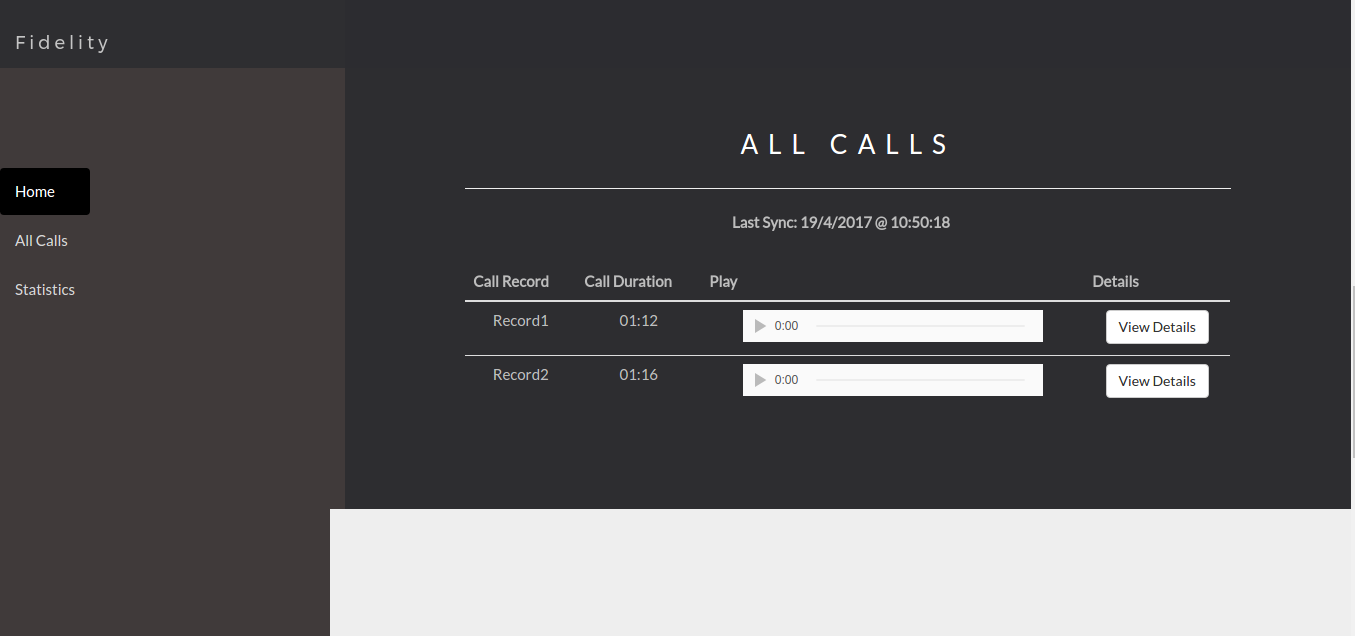 Fidelity
Home
All Calls
Statistics
ALL CALLS
Last Sync: 19/4/2017 @ 10:50:18
Call Record Call Duration Play Details
Record1 01:12 0:00 View Details
Record2 01:16 0:00 View Details